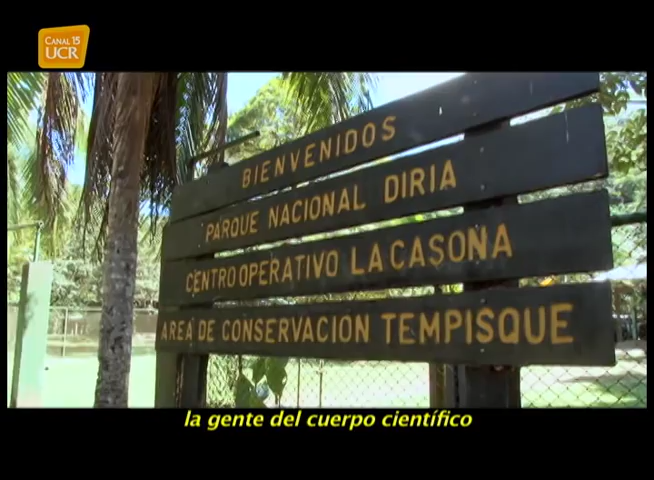 CANAL 15
UCR
BIENVENIDOS
PARQUE NACIONAL DIRIA
CENTRO OPERATIVO LA CASONA
AREA DE CONSERVACION TEMPISQUE
la gente del cuerpo científico